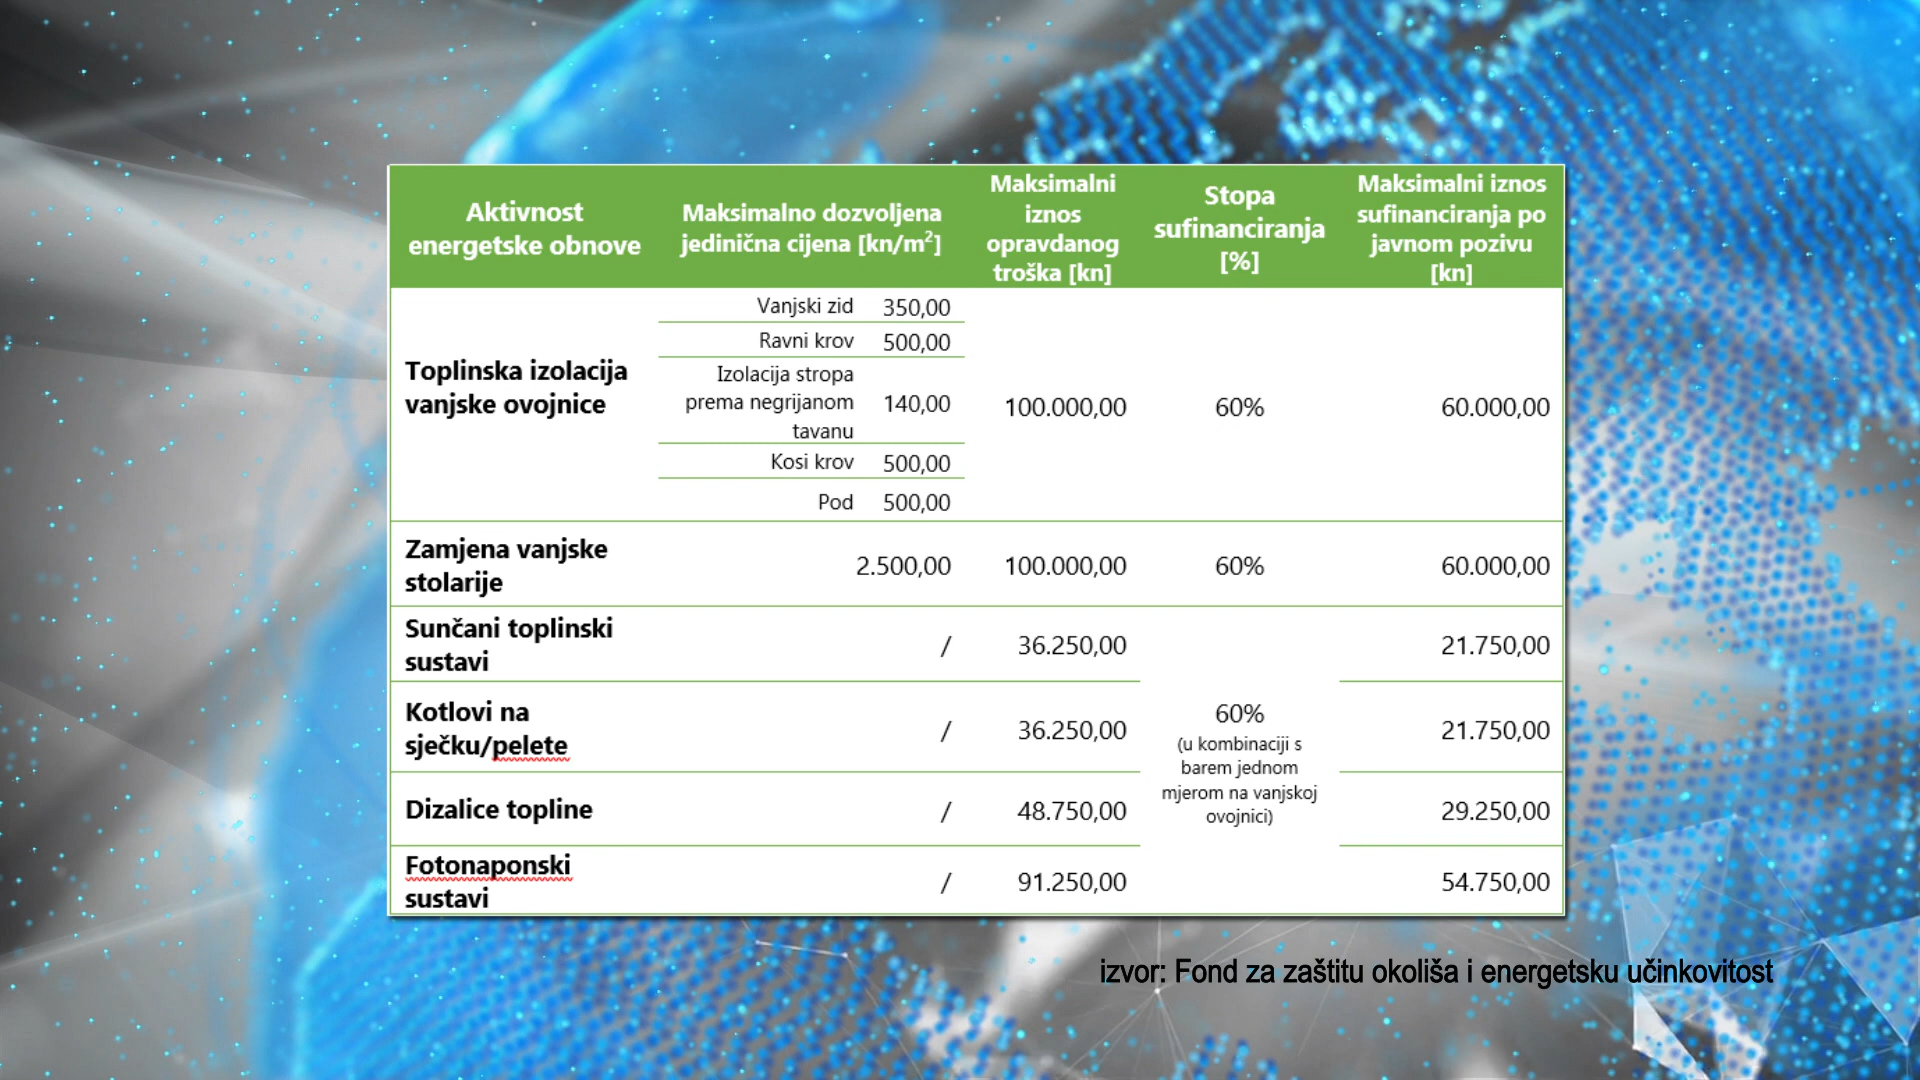 Aktivnost
energetske obnove
Maksimalno dozvoljena
jedinična cijena [kn/m²]
Maksimalni
iznos
opravdanog
troška [kn]
Stopa
sufinanciranja
[%]
Maksimalni iznos
sufinanciranja po
javnom pozivu
[kn]
Toplinska izolacija
vanjske ovojnice
Vanjski zid 350,00
Ravni krov 500,00
Izolacija stropa
prema negrijanom 140,00
tavanu
Kosi krov 500,00
Pod 500,00
100.000,00 60% 60.000,00
Zamjena vanjske
stolarije
2.500,00 100.000,00 60% 60.000,00
Sunčani toplinski
sustavi
/ 36.250,00 21.750,00
Kotlovi na
sječku/pelete
/ 36.250,00 21.750,00
60%
(u kombinaciji s
barem jednom
mjerom na vanjskoj
ovojnici)
Dizalice topline / 48.750,00 29.250,00
Fotonaponski
sustavi
/ 91.250,00 54.750,00
izvor: Fond za zaštitu okoliša i energetsku učinkovitost